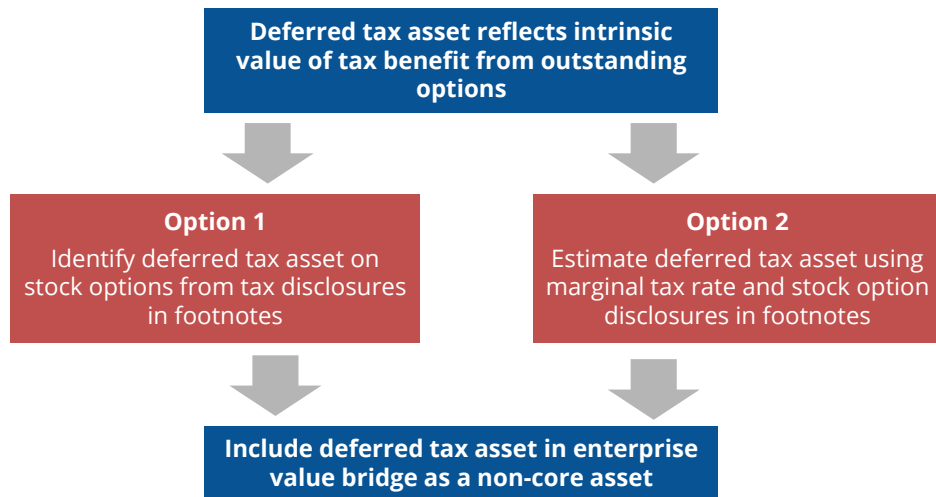 Deferred tax asset reflects intrinsic
value of tax benefit from outstanding
options
Option 1
Identify deferred tax asset on
stock options from tax disclosures
in footnotes
Option 2
Estimate deferred tax asset using
marginal tax rate and stock option
disclosures in footnotes
Include deferred tax asset in enterprise
value bridge as a non-core asset